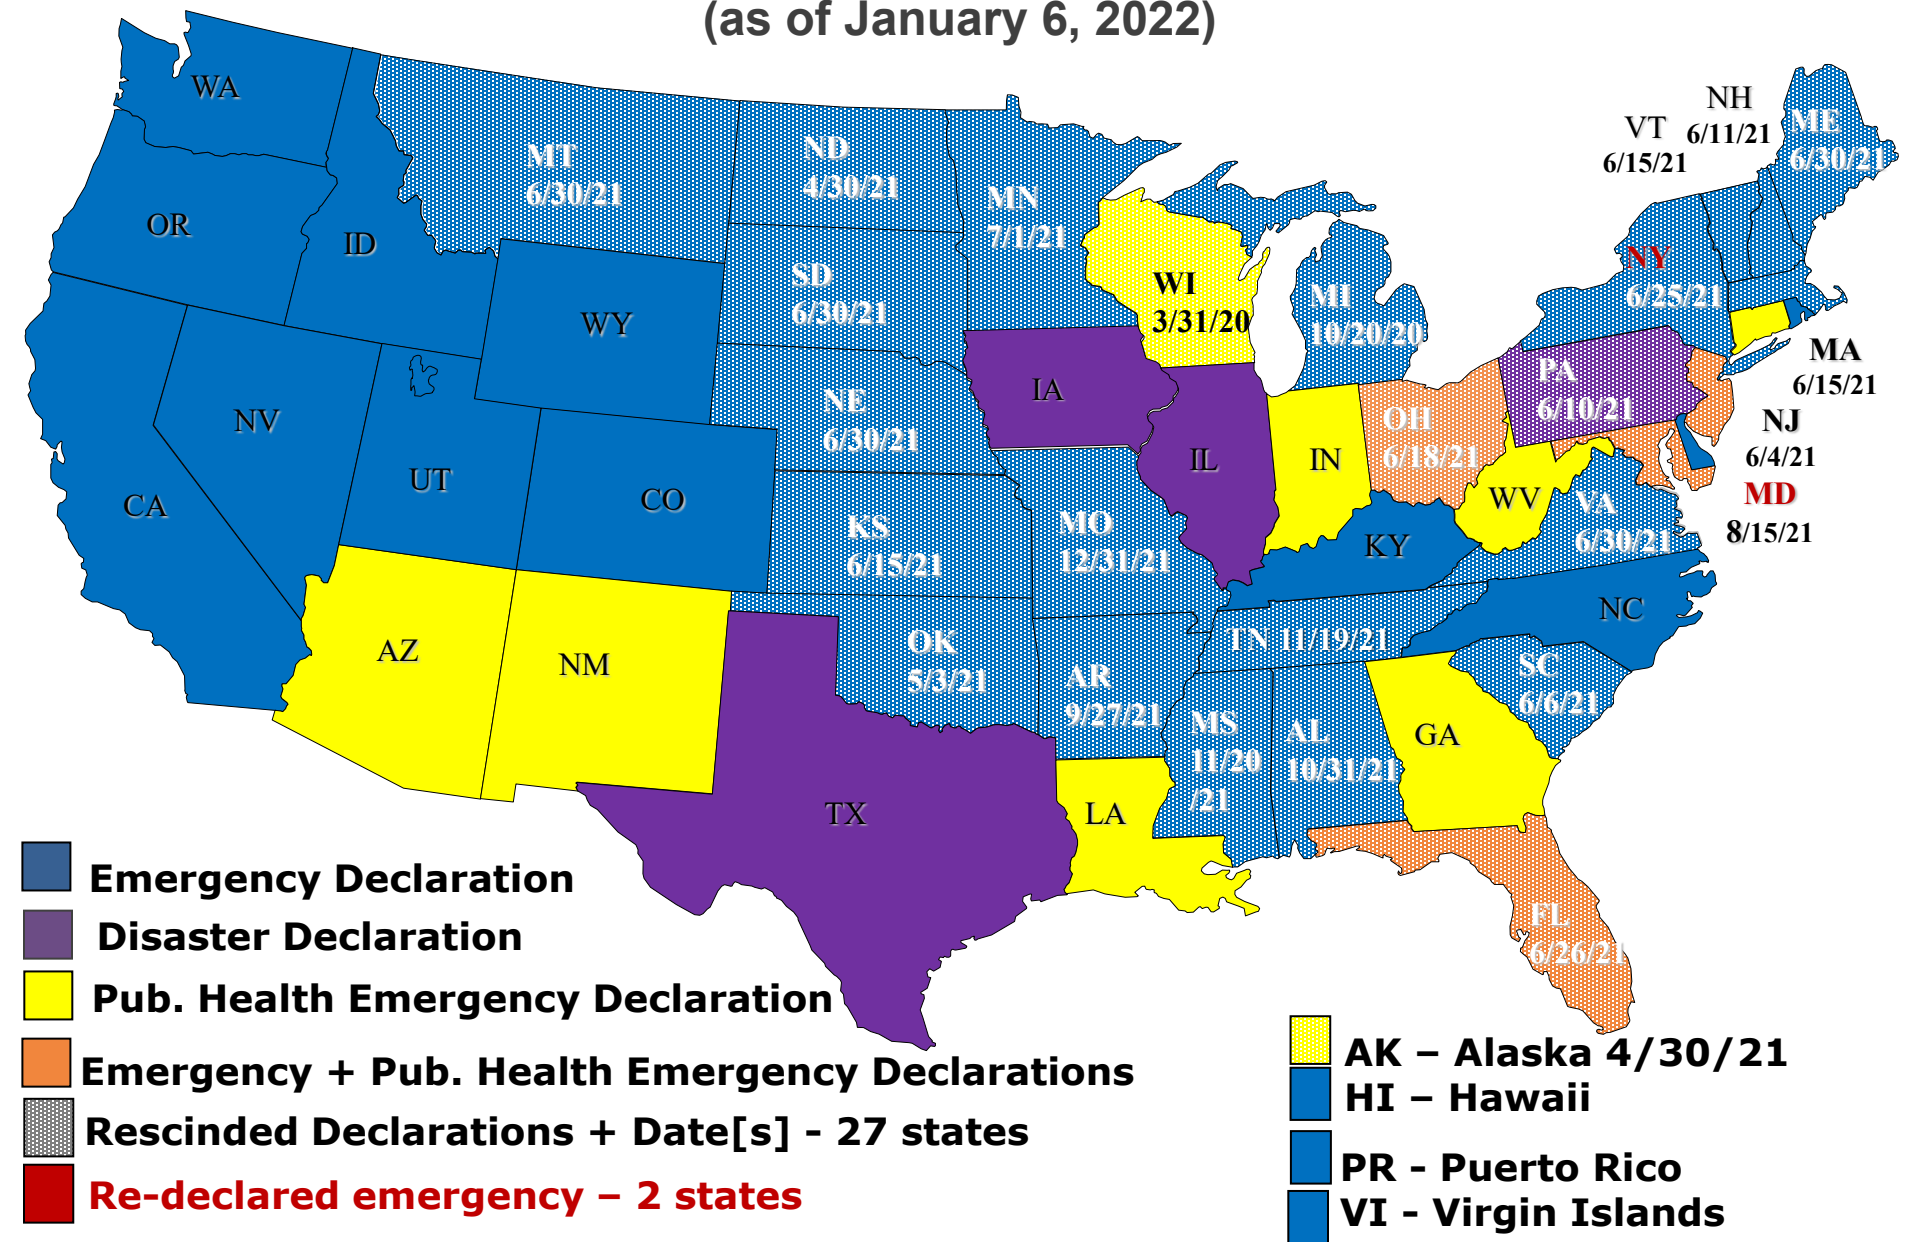 (as of January 6, 2022)
WA
OR
ID
MT
6/30/21
ND
4/30/21
MN
7/1/21
SD
6/30/21
WY
NE
6/30/21
NV
CA
UT
CO
KS
6/15/21
MO
12/31/21
IA
WI
3/31/20
MI
10/20/20
IL
IN
OH
6/18/21
PA
6/10/21
NY
6/25/21
VT
6/15/21
NH
6/11/21
ME
6/30/21
MA
6/15/21
NJ
6/4/21
MD
8/15/21
WV
VA
6/30/21
KY
NC
TN 11/19/21
SC
6/6/21
AZ
NM
OK
5/3/21
AR
9/27/21
MS
11/20
/21
AL
10/31/21
GA
TX
LA
FL
6/26/21
Emergency Declaration
Disaster Declaration
Pub. Health Emergency Declaration
Emergency + Pub. Health Emergency Declarations
Rescinded Declarations + Date[s] - 27 states
Re-declared emergency – 2 states
AK – Alaska 4/30/21
HI – Hawaii
PR - Puerto Rico
VI - Virgin Islands